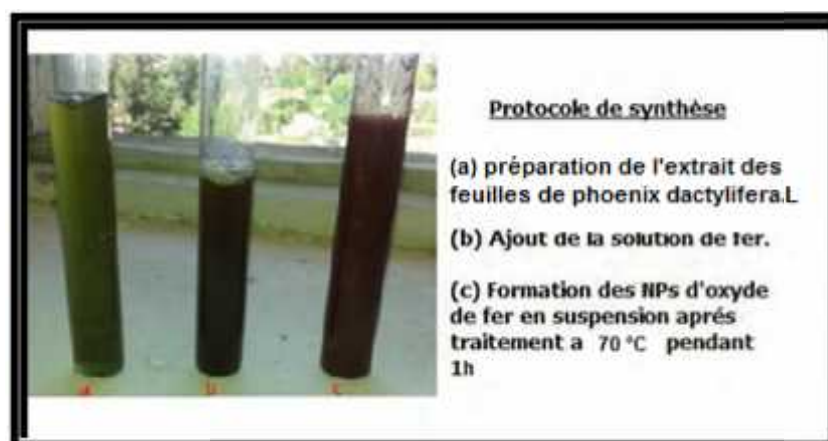 Protocole de synthèse
(a) préparation de l'extrait des
feuilles de phoenix dactylifera.L
(b) Ajout de la solution de fer.
(c) Formation des NPs d'oxyde
de fer en suspension aprés
traitement a 70 °C pendant
1h
a b c